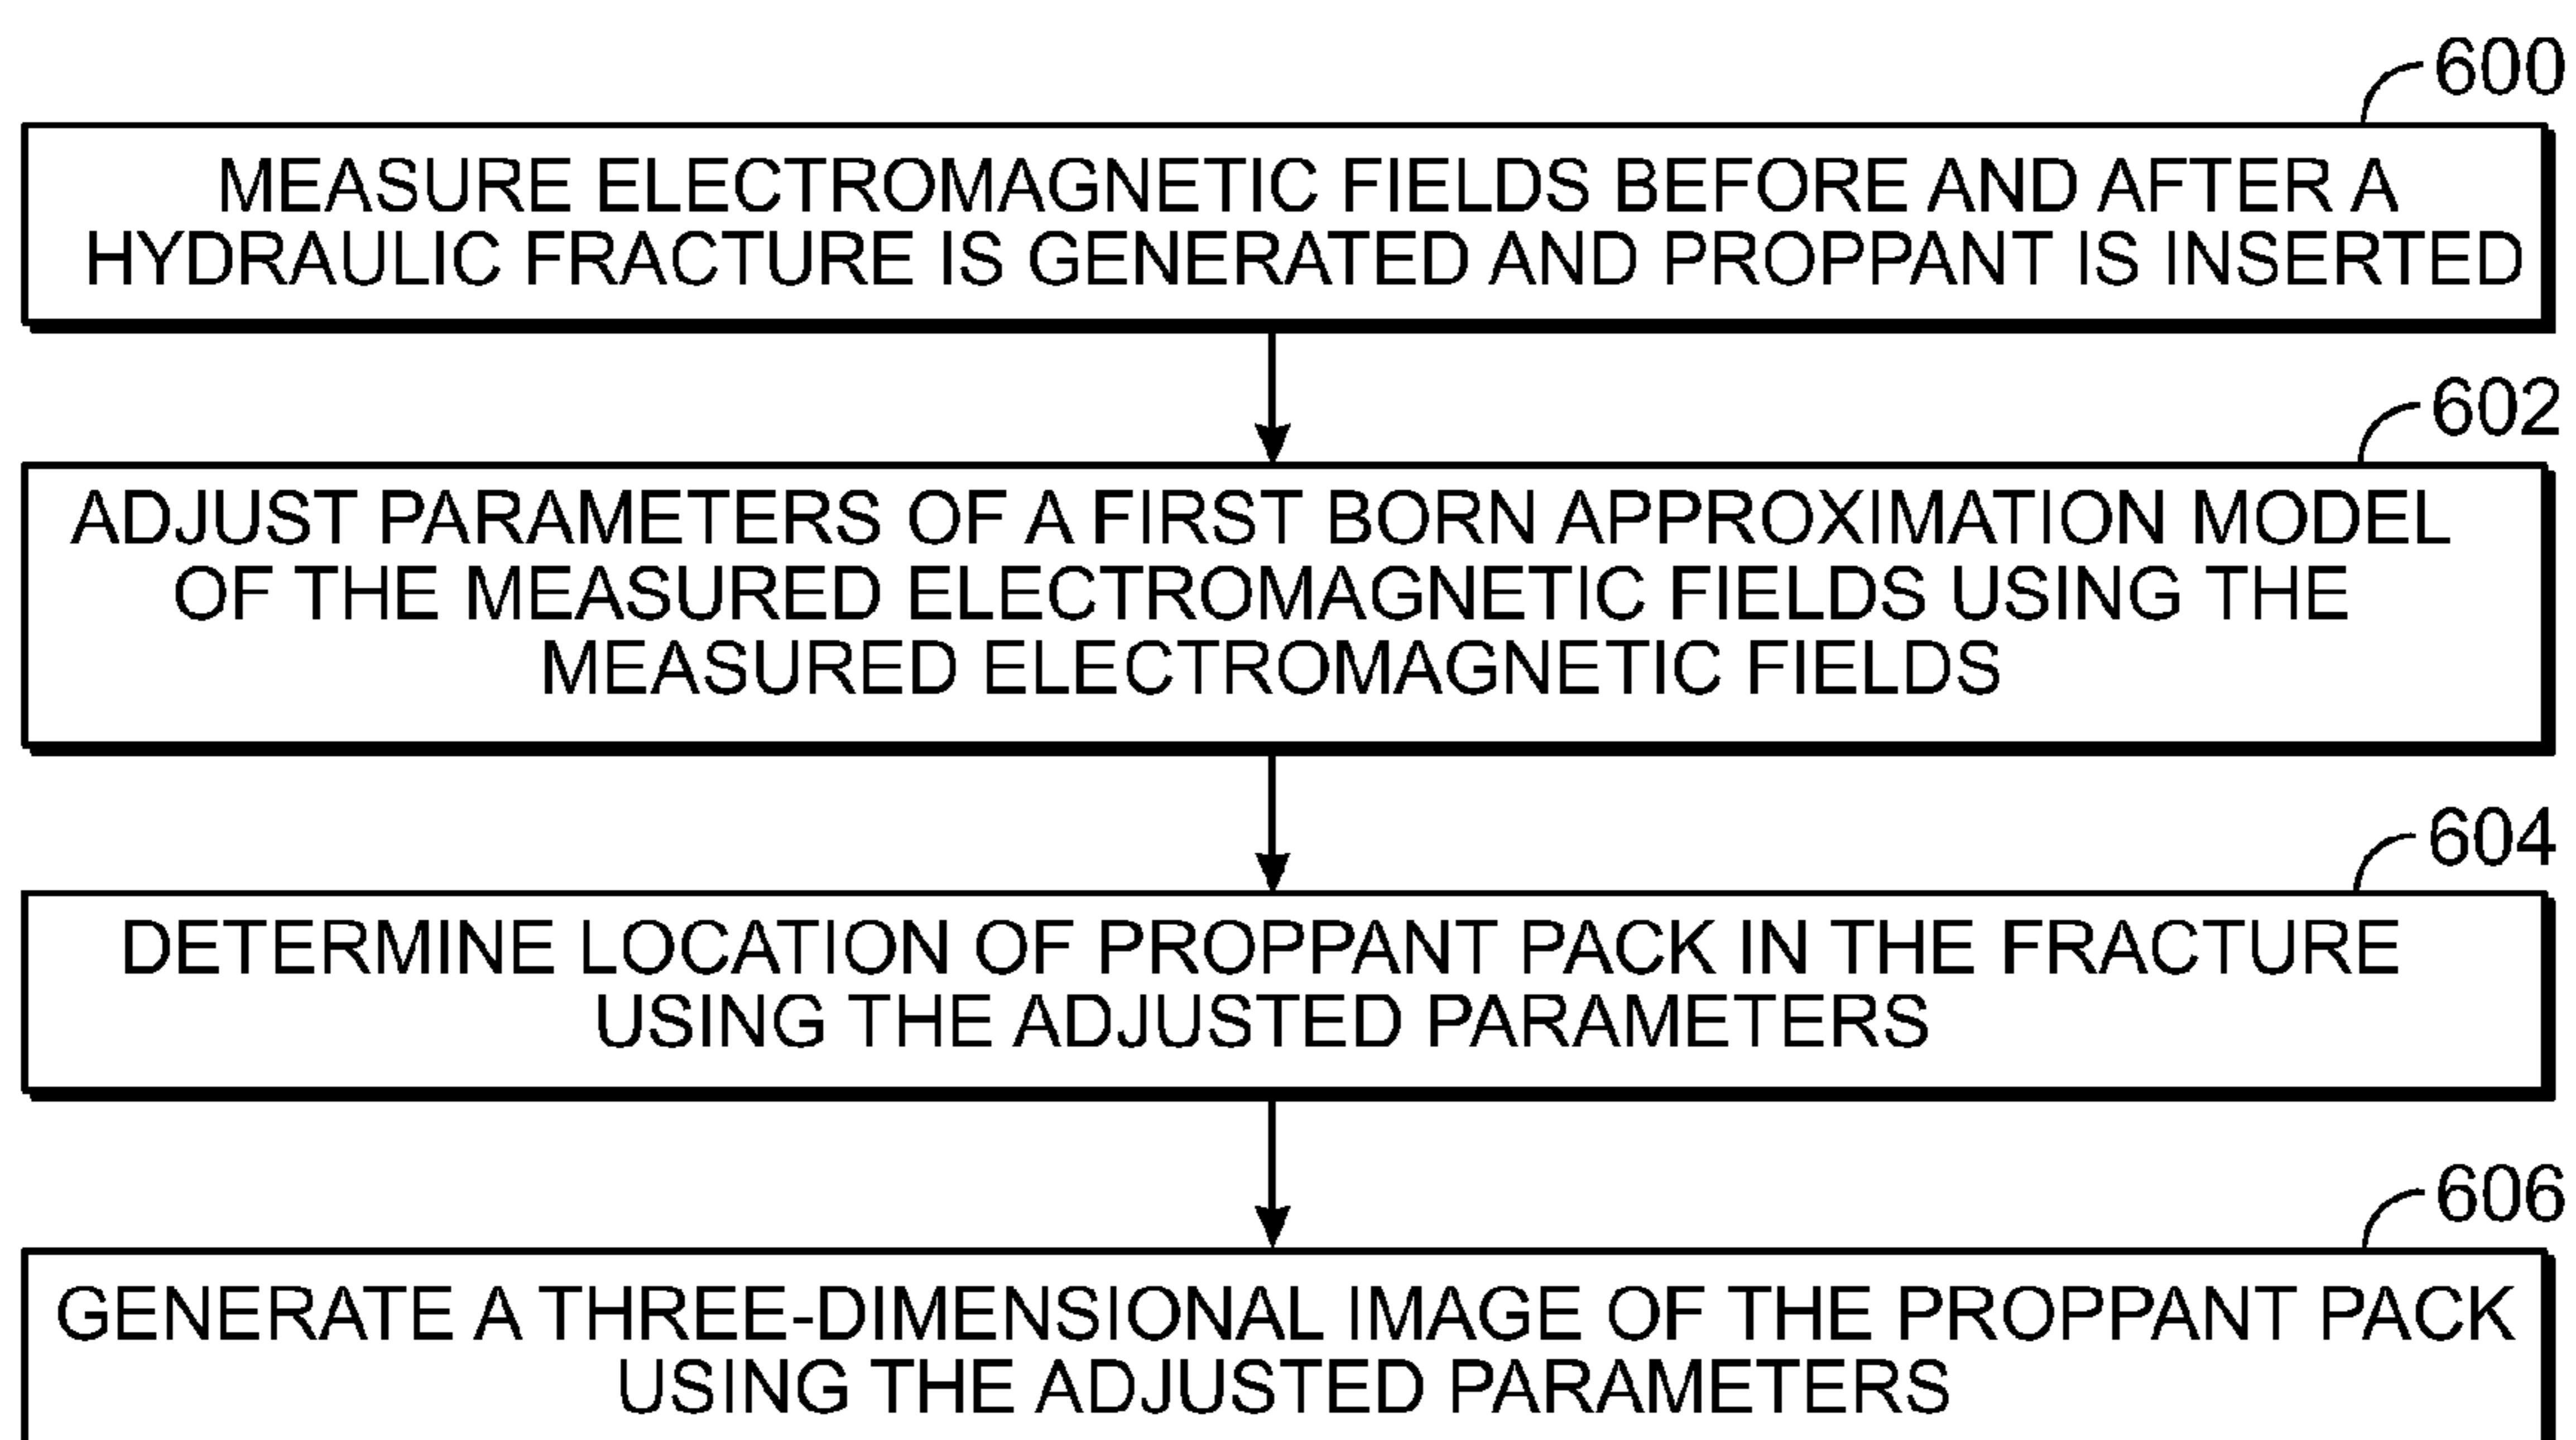 600
MEASURE ELECTROMAGNETIC FIELDS BEFORE AND AFTER A
HYDRAULIC FRACTURE IS GENERATED AND PROPPANT IS INSERTED
602
ADJUST PARAMETERS OF A FIRST BORN APPROXIMATION MODEL
OF THE MEASURED ELECTROMAGNETIC FIELDS USING THE
MEASURED ELECTROMAGNETIC FIELDS
604
DETERMINE LOCATION OF PROPPANT PACK IN THE FRACTURE
USING THE ADJUSTED PARAMETERS
606
GENERATE A THREE-DIMENSIONAL IMAGE OF THE PROPPANT PACK
USING THE ADJUSTED PARAMETERS